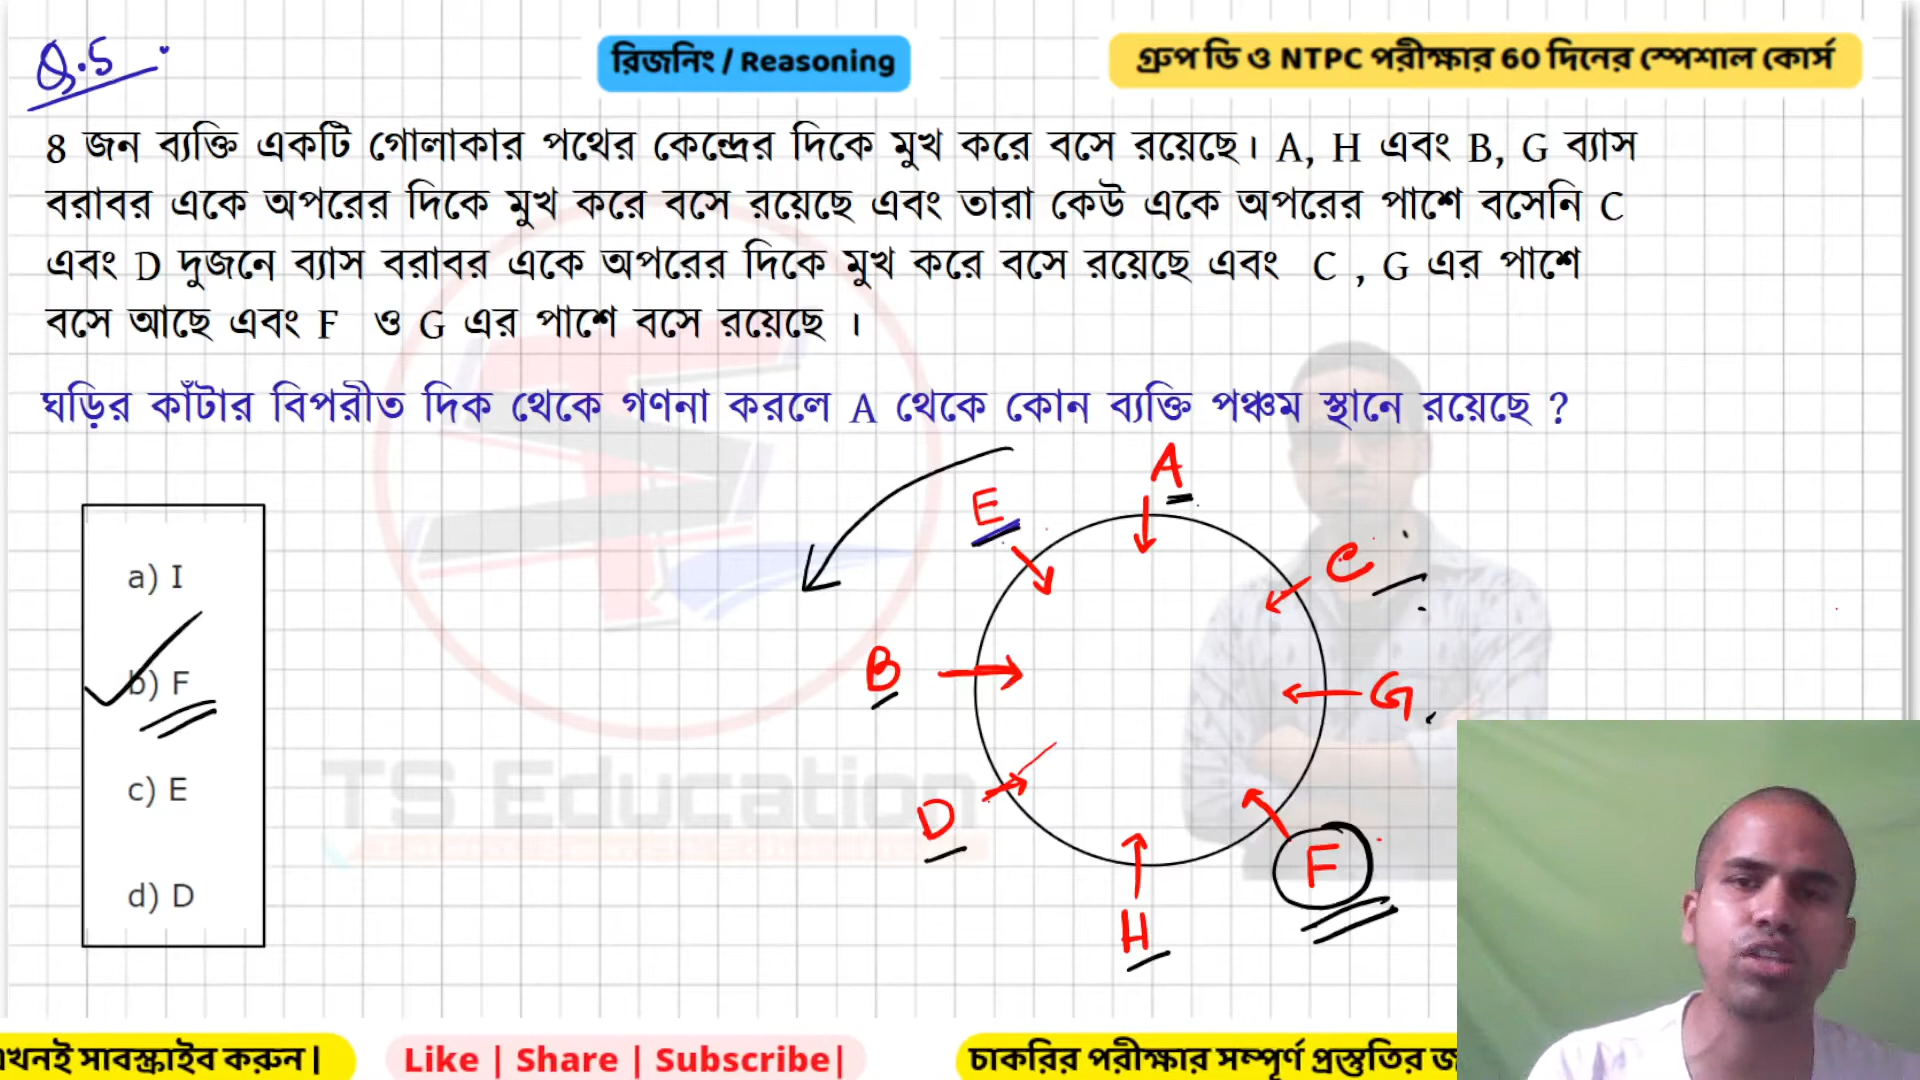 Q.5
রিজনিং / Reasoning
গ্রুপ ডি ও NTPC পরীক্ষার 60 দিনের স্পেশাল কোর্স
8 জন ব্যক্তি একটি গোলাকার পথের কেন্দ্রের দিকে মুখ করে বসে রয়েছে। A, H এবং B, G ব্যাস
বরাবর একে অপরের দিকে মুখ করে বসে রয়েছে এবং তারা কেউ একে অপরের পাশে বসেনি C
এবং D দুজনে ব্যাস বরাবর একে অপরের দিকে মুখ করে বসে রয়েছে এবং C , G এর পাশে
বসে আছে এবং F ও G এর পাশে বসে রয়েছে ।
ঘড়ির কাঁটার বিপরীত দিক থেকে গণনা করলে A থেকে কোন ব্যক্তি পঞ্চম স্থানে রয়েছে ?
A
E
C
a) I
B
b) F
G
TS Education
c) E
D
F
d) D
H
এখনই সাবস্ক্রাইব করুন |
Like | Share | Subscribe |
চাকরির পরীক্ষার সম্পূর্ণ প্রস্তুতির